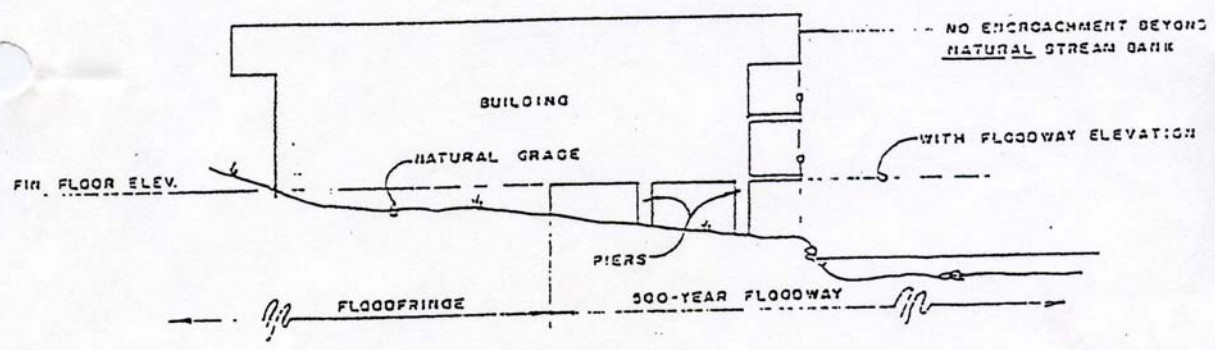 NO ENCROACHMENT BEYOND
NATURAL STREAM BANK
BUILDING
WITH FLOODWAY ELEVATION
NATURAL GRADE
FIN. FLOOR ELEV.
PIERS
FLOODFRINGE
500-YEAR FLOODWAY